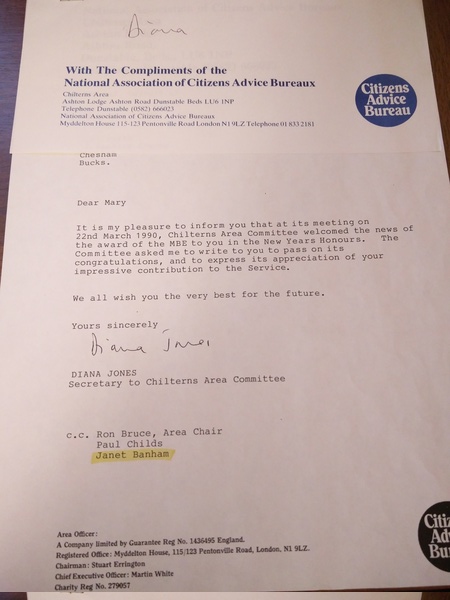 Diana
With The Compliments of the
National Association of Citizens Advice Bureaux
Chiltern Area
Ashton Lodge Ashton Road Dunstable Beds LU6 1NP
Telephone Dunstable (0582) 666023
National Association of Citizens Advice Bureaux
Myddelton House 115-123 Pentonville Road London N1 9LZ Telephone 01 833 2181
Citizens
Advice
Bureau
Chesham
Bucks.
Dear Mary
It is my pleasure to inform you that at its meeting on
22nd March 1990, Chilterns Area Committee welcomed the news of
the award of the MBE to you in the New Years Honours. The
Committee asked me to write to you to pass on its
congratulations, and to express its appreciation of your
impressive contribution to the Service.
We all wish you the very best for the future.
Yours sincerely
Diana Jones
DIANA JONES
Secretary to Chilterns Area Committee
c.c. Ron Bruce, Area Chair
Paul Childs
Janet Banham
Area Officer:
A Company limited by Guarantee Reg No. 1436495 England.
Registered Office: Myddelton House, 115/123 Pentonville Road, London, N1 9LZ.
Chairman: Stuart Errington
Chief Executive Officer: Martin White
Charity Reg No. 279057
Citi
Adv
Bu